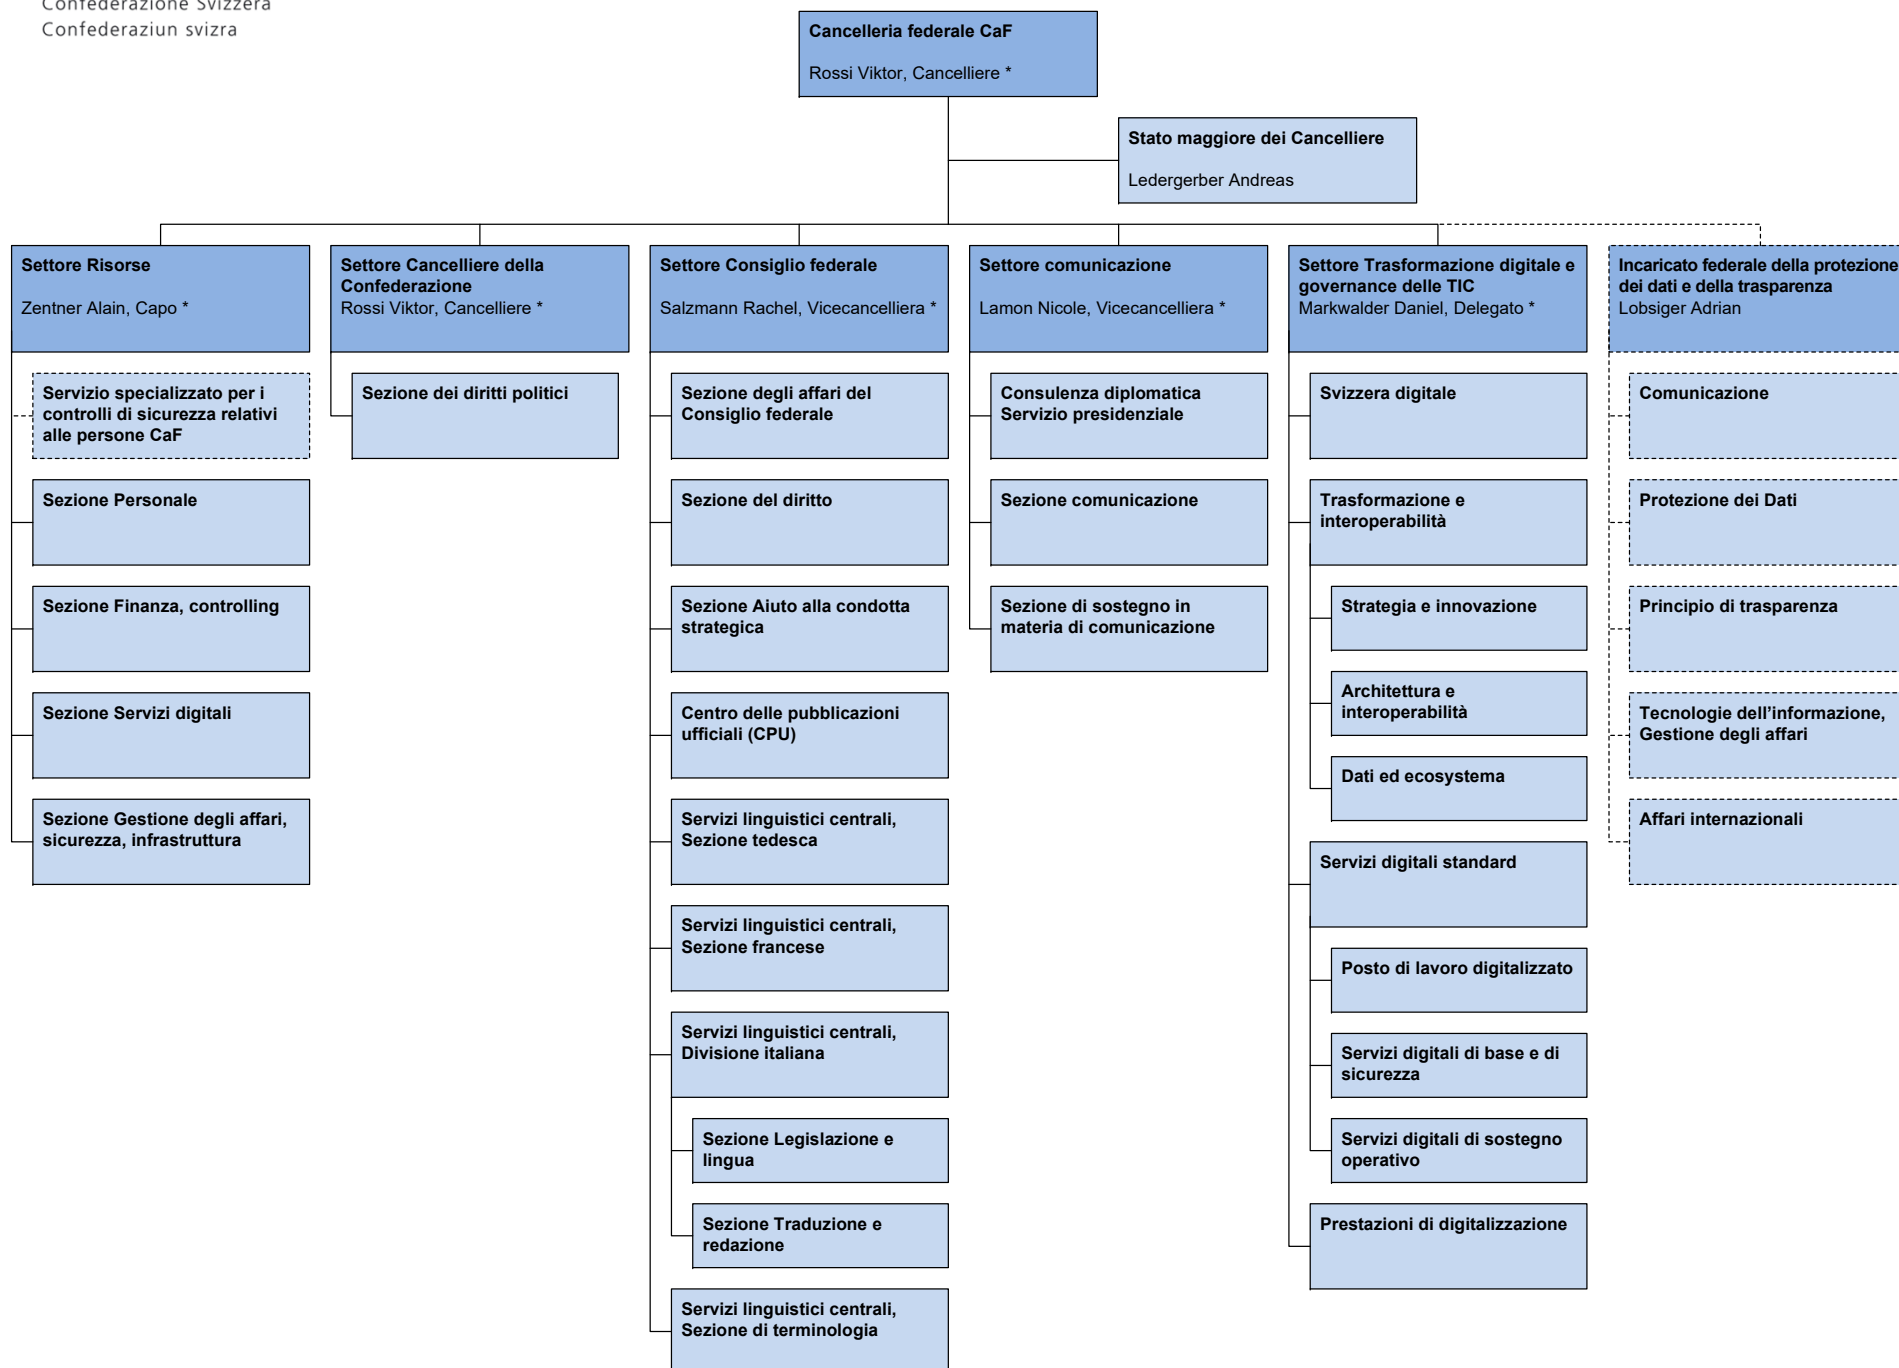 Confederazione Svizzera
Confederaziun svizra
Cancelleria federale CaF
Rossi Viktor, Cancelliere *
Stato maggiore dei Cancelliere
Ledergerber Andreas
Settore Risorse
Zentner Alain, Capo *
Servizio specializzato per i
controlli di sicurezza relativi
alle persone CaF
Sezione Personale
Sezione Finanza, controlling
Sezione Servizi digitali
Sezione Gestione degli affari,
sicurezza, infrastruttura
Settore Cancelliere della
Confederazione
Rossi Viktor, Cancelliere *
Sezione dei diritti politici
Settore Consiglio federale
Salzmann Rachel, Vicecancelliera *
Sezione degli affari del
Consiglio federale
Sezione del diritto
Sezione Aiuto alla condotta
strategica
Centro delle pubblicazioni
ufficiali (CPU)
Servizi linguistici centrali,
Sezione tedesca
Servizi linguistici centrali,
Sezione francese
Servizi linguistici centrali,
Divisione italiana
Sezione Legislazione e
lingua
Sezione Traduzione e
redazione
Servizi linguistici centrali,
Sezione di terminologia
Settore comunicazione
Lamon Nicole, Vicecancelliera *
Consulenza diplomatica
Servizio presidenziale
Sezione comunicazione
Sezione di sostegno in
materia di comunicazione
Settore Trasformazione digitale e
governance delle TIC
Markwalder Daniel, Delegato *
Svizzera digitale
Trasformazione e
interoperabilità
Strategia e innovazione
Architettura e
interoperabilità
Dati ed ecosystema
Servizi digitali standard
Posto di lavoro digitalizzato
Servizi digitali di base e di
sicurezza
Servizi digitali di sostegno
operativo
Prestazioni di digitalizzazione
Incaricato federale della protezione
dei dati e della trasparenza
Lobsiger Adrian
Comunicazione
Protezione dei Dati
Principio di trasparenza
Tecnologie dell’informazione,
Gestione degli affari
Affari internazionali